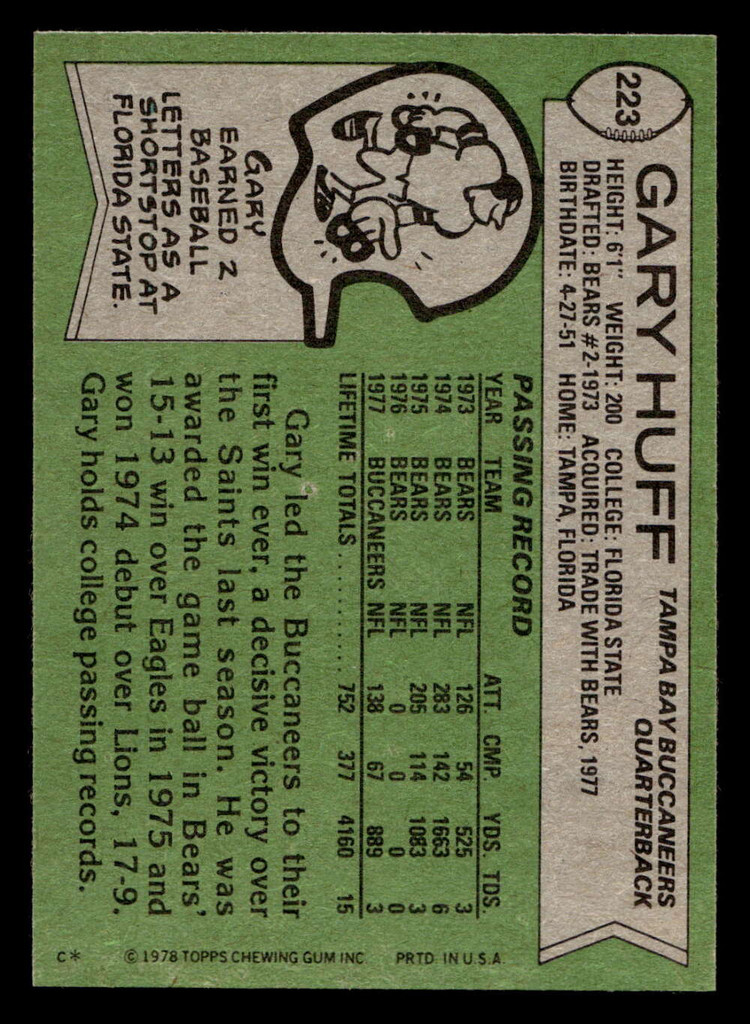 223
GARY HUFF
TAMPA BAY BUCCANEERS
QUARTERBACK
HEIGHT: 6'1" WEIGHT: 200 COLLEGE: FLORIDA STATE
DRAFTED: BEARS #2-1973 ACQUIRED: TRADE WITH BEARS, 1977
BIRTHDATE: 4-27-51 HOME: TAMPA, FLORIDA
GARY
EARNED 2
BASEBALL
LETTERS AS A
SHORTSTOP AT
FLORIDA STATE.
PASSING RECORD
YEAR TEAM ATT. CMP. YDS. TDS.
1973 BEARS NFL 126 54 525 3
1974 BEARS NFL 283 142 1663 6
1975 BEARS NFL 205 114 1083 3
1976 BEARS NFL 0 0 0 0
1977 BUCCANEERS NFL 138 67 889 3
LIFETIME TOTALS ........... 752 377 4160 15
Gary led the Buccaneers to their
first win ever, a decisive victory over
the Saints last season. He was
awarded the game ball in Bears'
15-13 win over Eagles in 1975 and
won 1974 debut over Lions, 17-9.
Gary holds college passing records.
C* © 1978 TOPPS CHEWING GUM INC. PRTD. IN U.S.A.